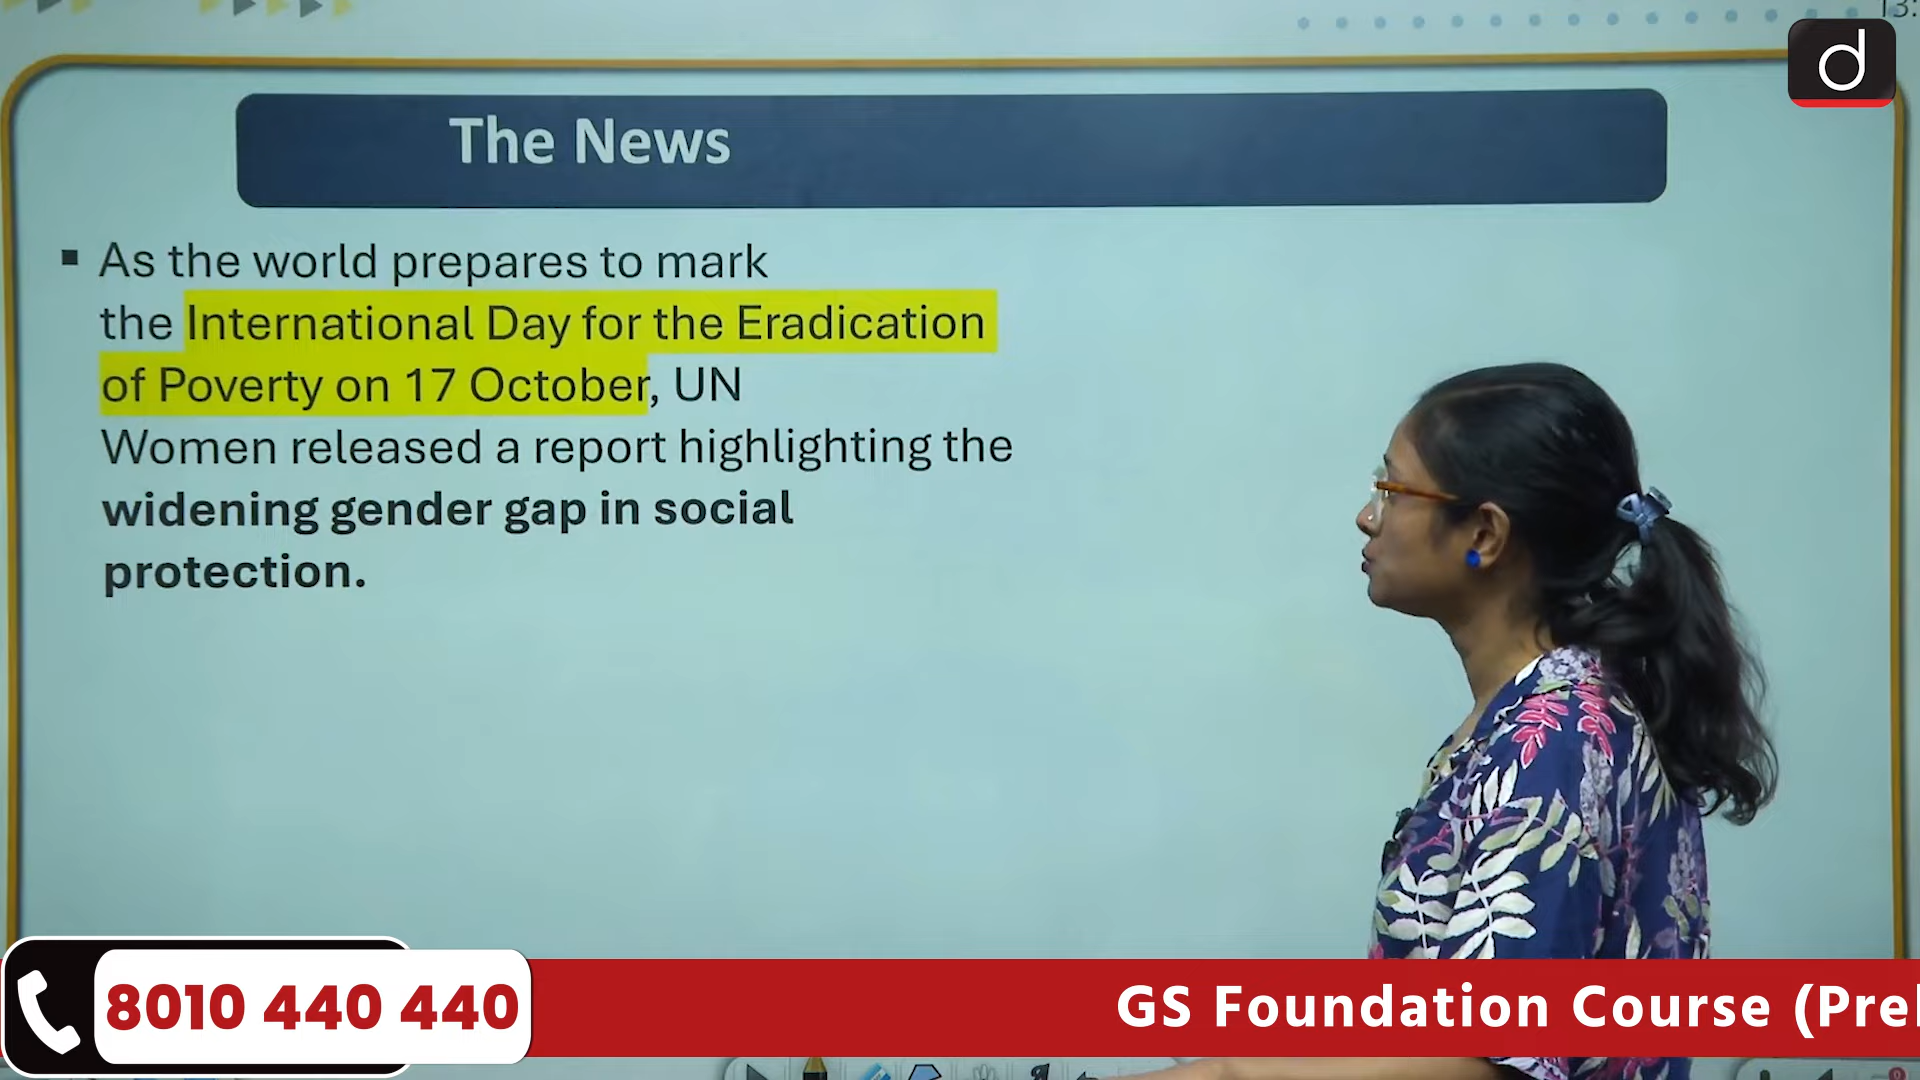 13:
d
The News
▪ As the world prepares to mark
the International Day for the Eradication
of Poverty on 17 October, UN
Women released a report highlighting the
widening gender gap in social
protection.
8010 440 440
GS Foundation Course (Prel
0